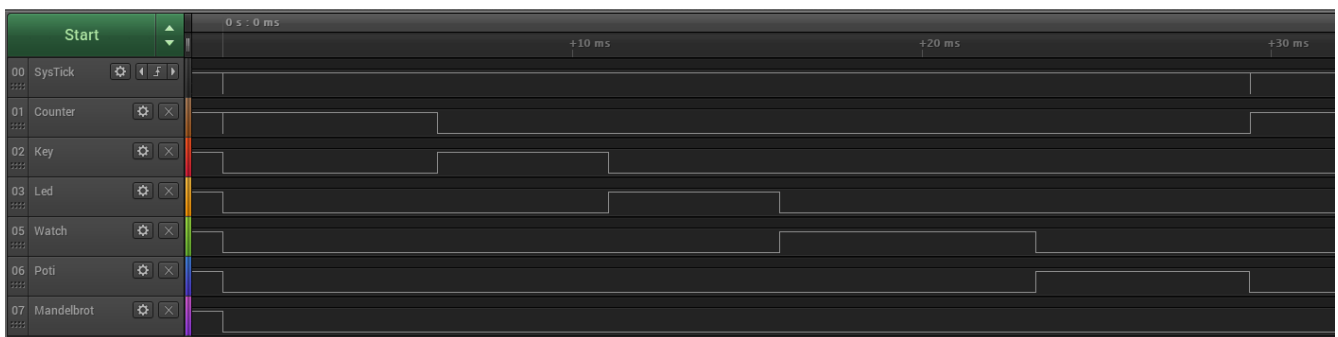 Start
0 s : 0 ms
+10 ms
+20 ms
+30 ms
00 SysTick
01 Counter
02 Key
03 Led
05 Watch
06 Poti
07 Mandelbrot